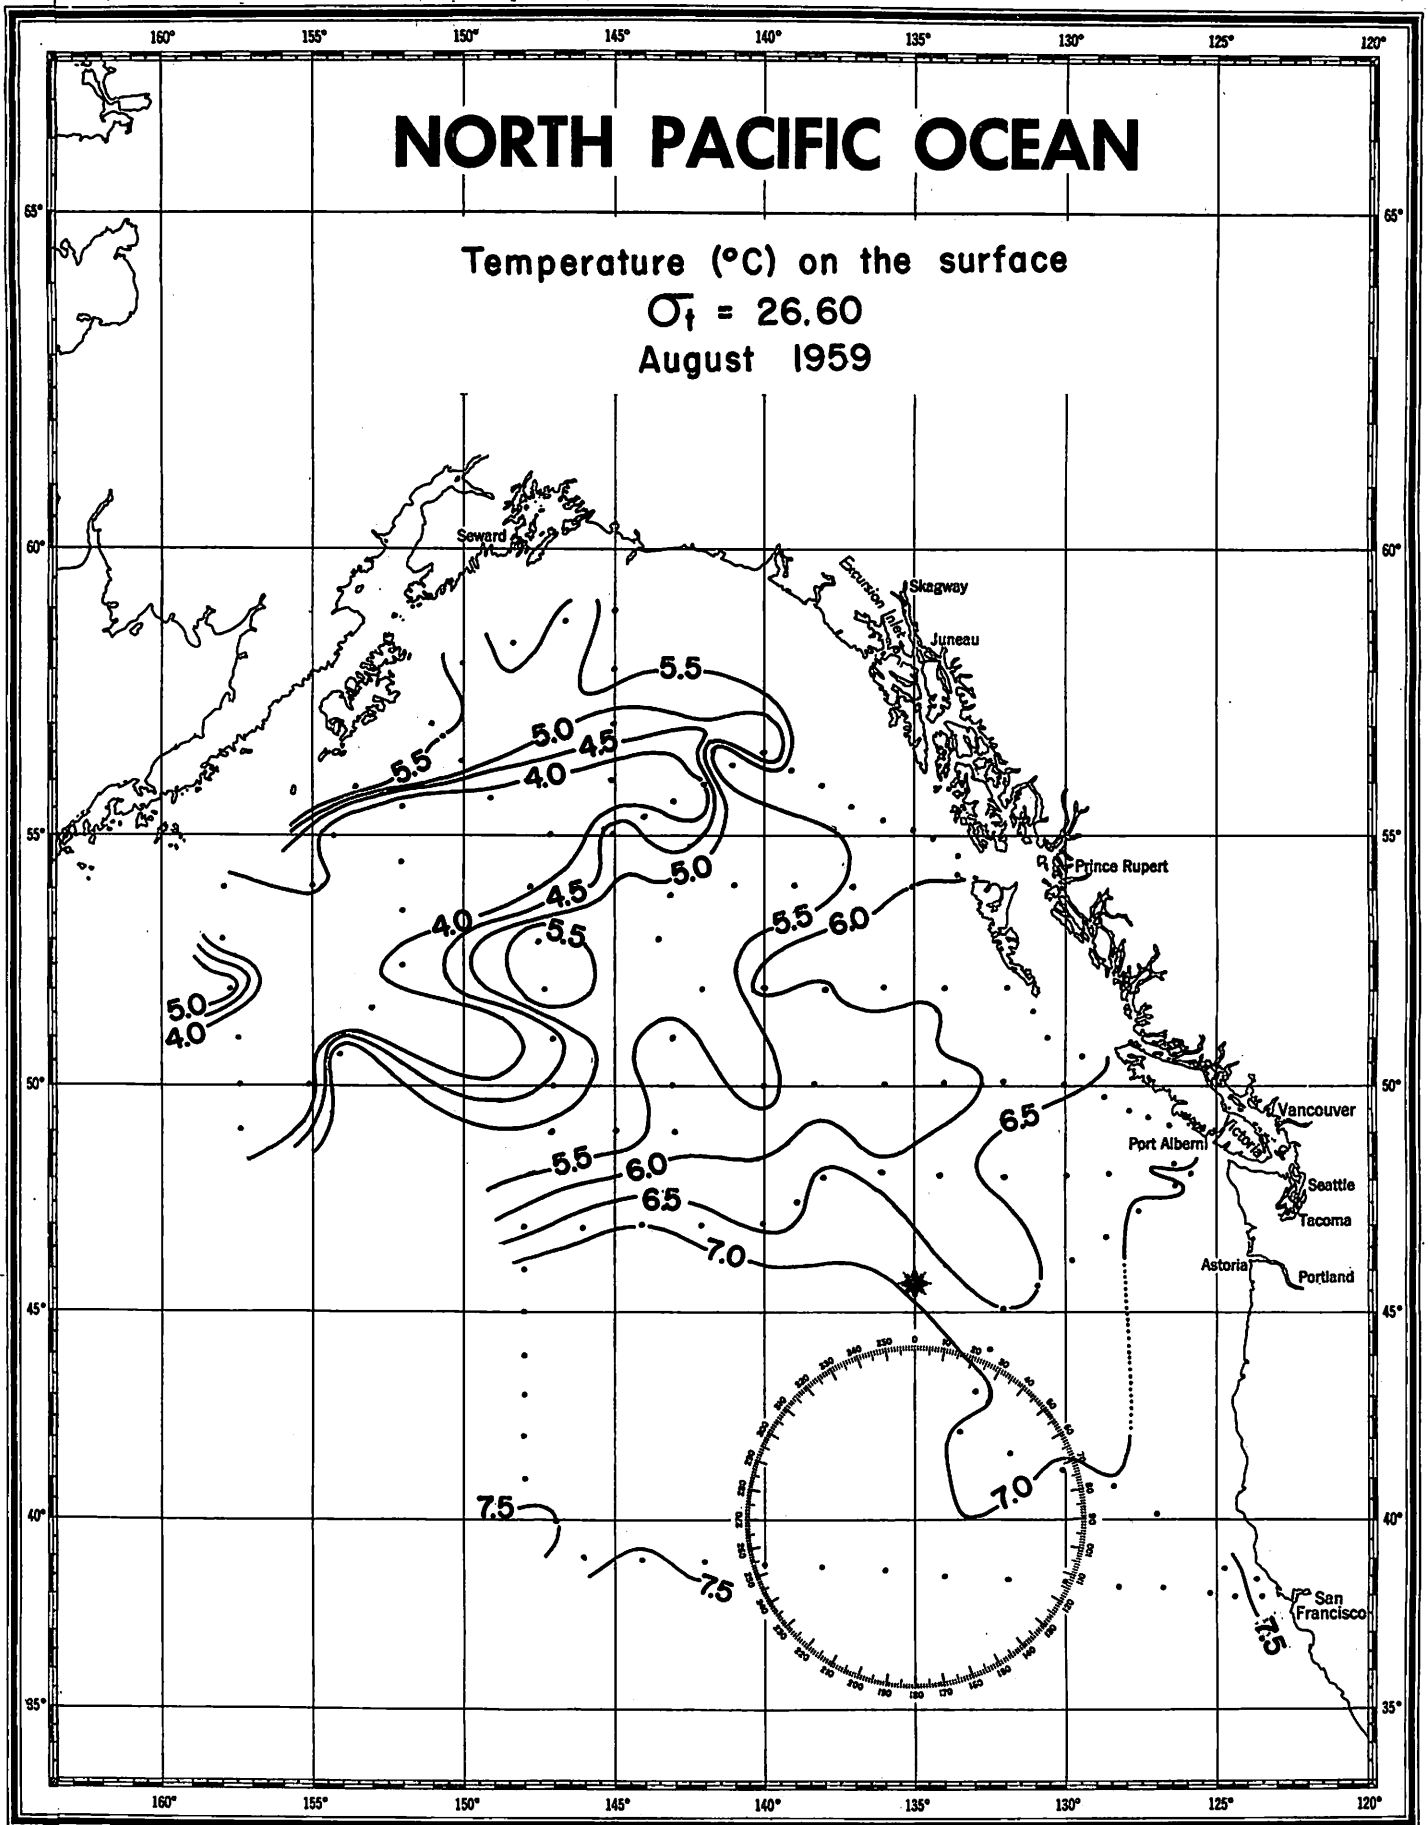 160° 155° 150° 145° 140° 135° 130° 125° 120°
NORTH PACIFIC OCEAN
65° 65°
Temperature (°C) on the surface
σt = 26.60
August 1959
Seward
60° 60°
Excursion Inlet
Skagway
Juneau
5.5
5.0
4.5
5.5
4.0
55° 55°
Prince Rupert
5.0
4.5
4.0
5.5
6.0
5.5
5.0
4.0
50° 50°
6.5
Vancouver
Victoria
Port Alberni
5.5
6.0
Seattle
6.5
Tacoma
7.0
Astoria
Portland
45° 45°
7.0
7.5
40° 40°
7.5
San
Francisco
7.5
35° 35°
160° 155° 150° 145° 140° 135° 130° 125° 120°